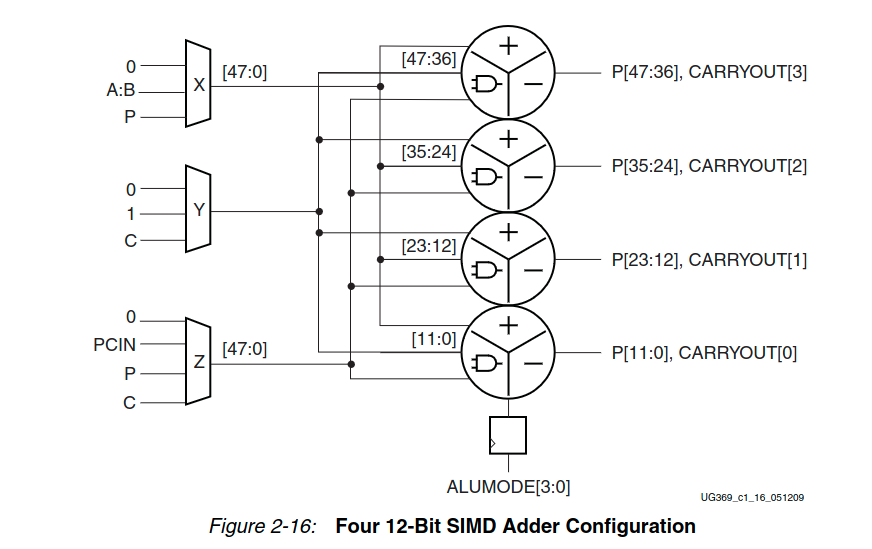 0
A:B
P
X
[47:0]
0
1
C
Y
0
PCIN
P
C
Z
[47:0]
[47:36]
+
−
P[47:36], CARRYOUT[3]
[35:24]
+
−
P[35:24], CARRYOUT[2]
[23:12]
+
−
P[23:12], CARRYOUT[1]
[11:0]
+
−
P[11:0], CARRYOUT[0]
ALUMODE[3:0]
UG369_c1_16_051209
Figure 2-16: Four 12-Bit SIMD Adder Configuration